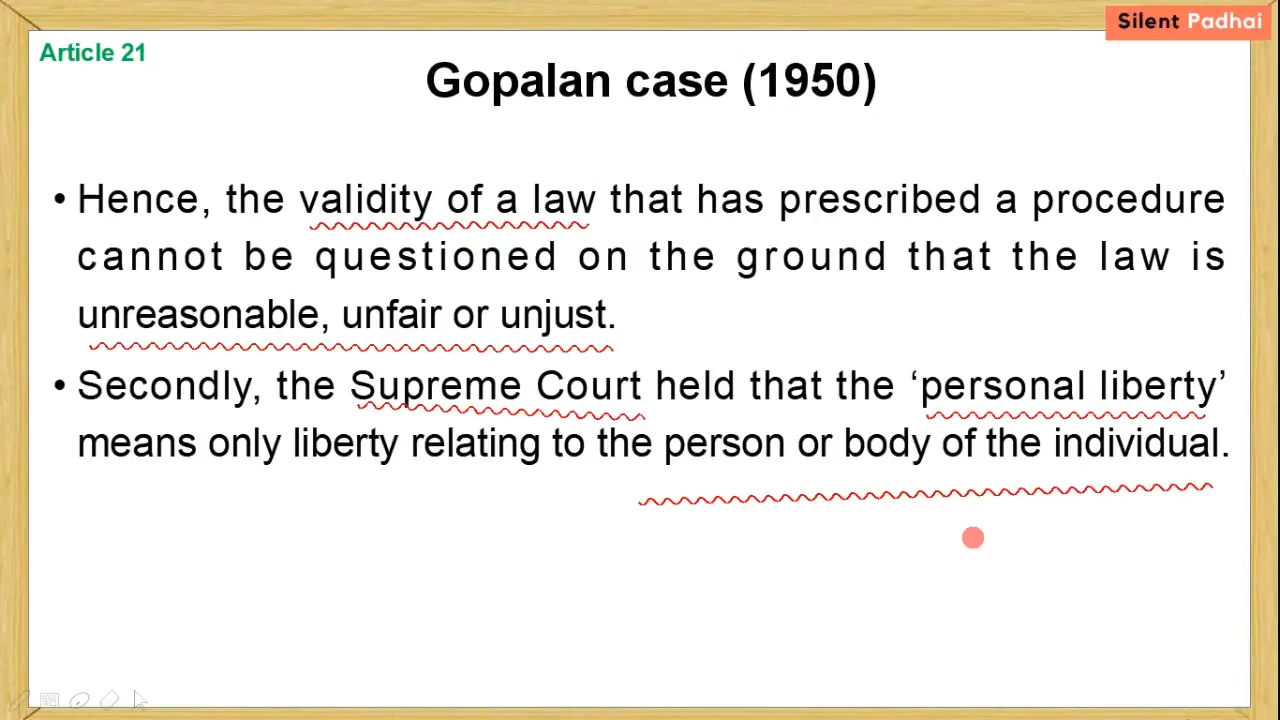 Silent Padhai
Article 21
Gopalan case (1950)
• Hence, the validity of a law that has prescribed a procedure
cannot be questioned on the ground that the law is
unreasonable, unfair or unjust.
• Secondly, the Supreme Court held that the ‘personal liberty’
means only liberty relating to the person or body of the individual.